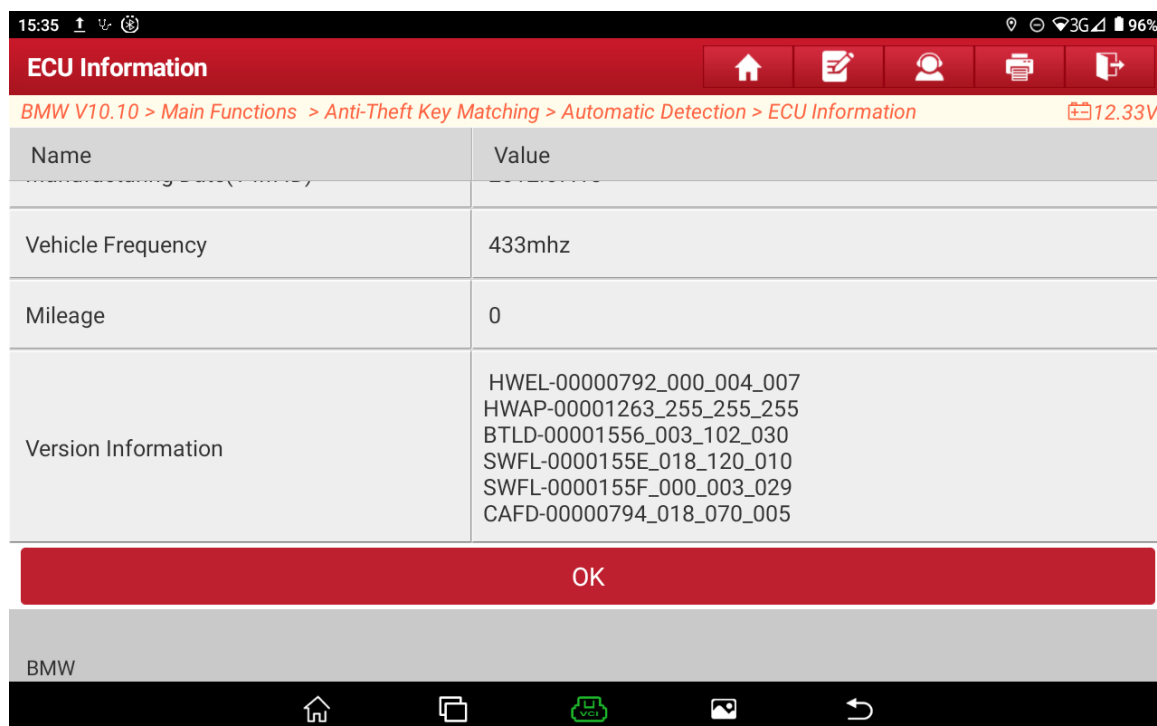 15:35
3G 96%
ECU Information
BMW V10.10 > Main Functions > Anti-Theft Key Matching > Automatic Detection > ECU Information
12.33V
Name Value
Vehicle Frequency 433mhz
Mileage 0
Version Information
HWEL-00000792_000_004_007
HWAP-00001263_255_255_255
BTLD-00001556_003_102_030
SWFL-0000155E_018_120_010
SWFL-0000155F_000_003_029
CAFD-00000794_018_070_005
OK
BMW
VCI